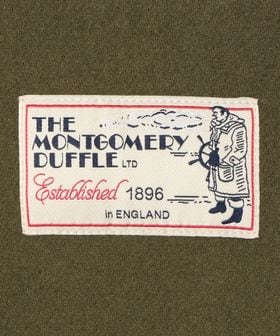 THE
MONTGOMERY
DUFFLE LTD
Established 1896
in ENGLAND